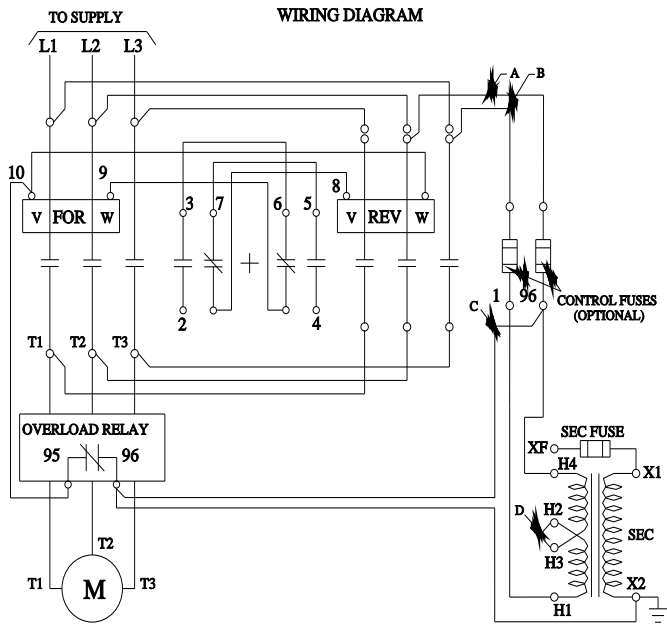 WIRING DIAGRAM
TO SUPPLY
L1 L2 L3
A B
10 9 8
V FOR W
3 7 6 5
V REV W
1 96
CONTROL FUSES
(OPTIONAL)
C
2 4
T1 T2 T3
OVERLOAD RELAY
95 96
SEC FUSE
XF
H4 X1
H2
D
SEC
H3
T2
T1 M T3
X2
H1